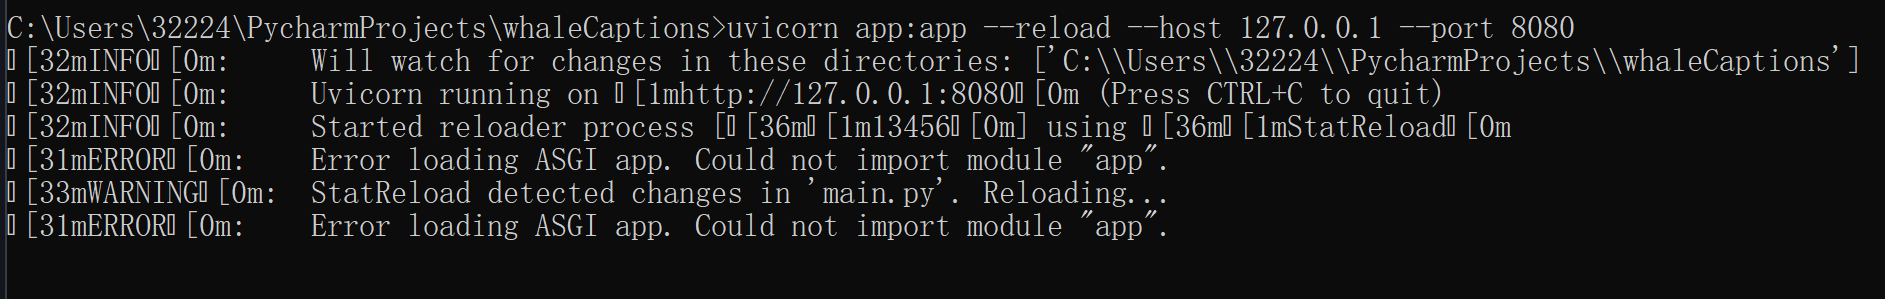 C:\Users\32224\PycharmProjects\whaleCaptions>uvicorn app:app --reload --host 127.0.0.1 --port 8080
[32mINFO[0m:     Will watch for changes in these directories: ['C:\\Users\\32224\\PycharmProjects\\whaleCaptions']
[32mINFO[0m:     Uvicorn running on [1mhttp://127.0.0.1:8080[0m (Press CTRL+C to quit)
[32mINFO[0m:     Started reloader process [[36m[1m13456[0m] using [36m[1mStatReload[0m
[31mERROR[0m:    Error loading ASGI app. Could not import module "app".
[33mWARNING[0m:  StatReload detected changes in 'main.py'. Reloading...
[31mERROR[0m:    Error loading ASGI app. Could not import module "app".